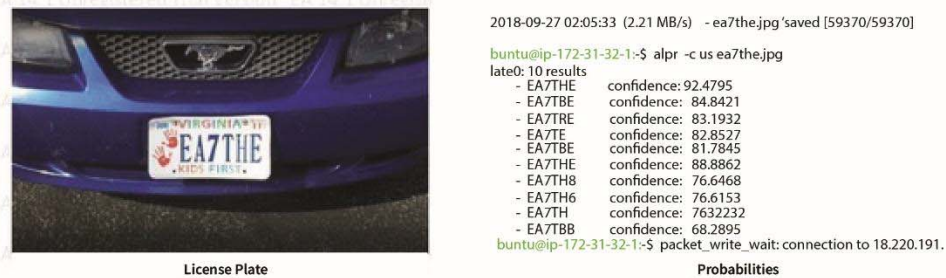 VIRGINIA
EA7THE
KIDS FIRST
License Plate
2018-09-27 02:05:33 (2.21 MB/s) - ea7the.jpg 'saved [59370/59370]
buntu@ip-172-31-32-1:-$ alpr -c us ea7the.jpg
late0: 10 results
- EA7THE confidence: 92.4795
- EA7TBE confidence: 84.8421
- EA7TRE confidence: 83.1932
- EA7TE confidence: 82.8527
- EA7TBE confidence: 81.7845
- EA7THE confidence: 88.8862
- EA7TH8 confidence: 76.6468
- EA7TH6 confidence: 76.6153
- EA7TH confidence: 7632232
- EA7TBB confidence: 68.2895
buntu@ip-172-31-32-1:-$ packet_write_wait: connection to 18.220.191.
Probabilities